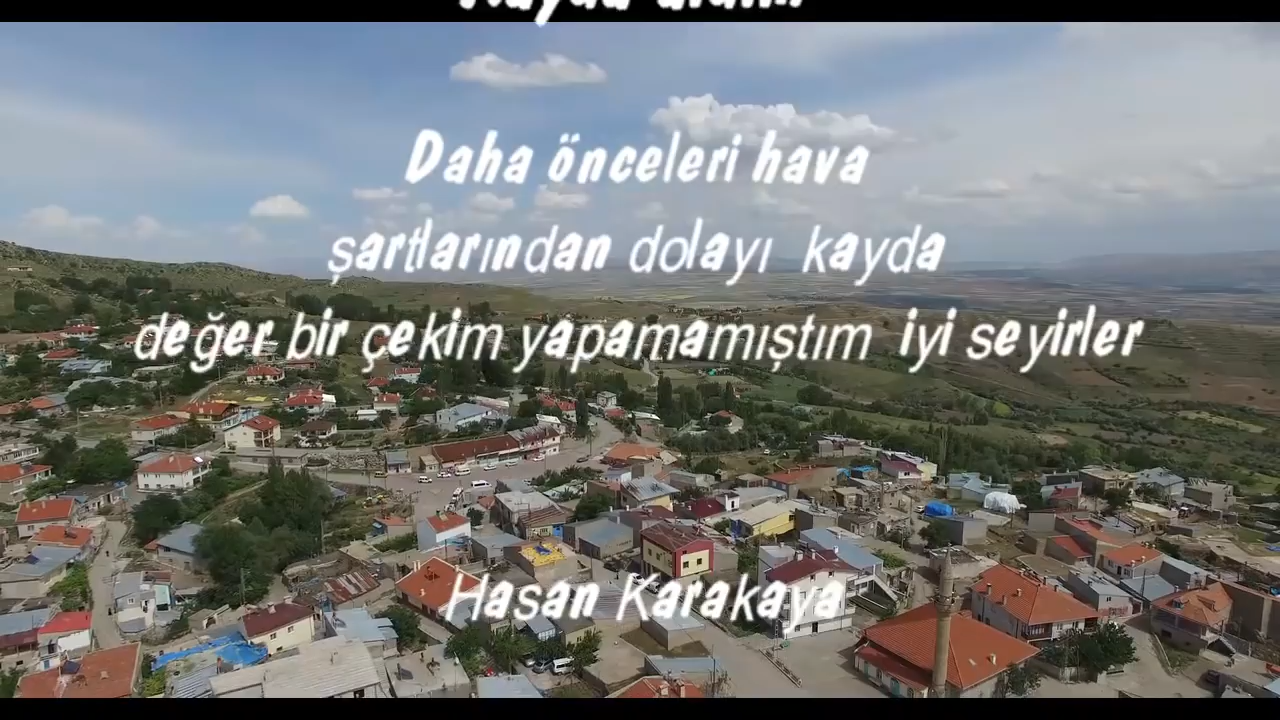 Daha önceleri hava
şartlarından dolayı kayda
değer bir çekim yapamamıştım iyi seyirler
Hasan Karakaya